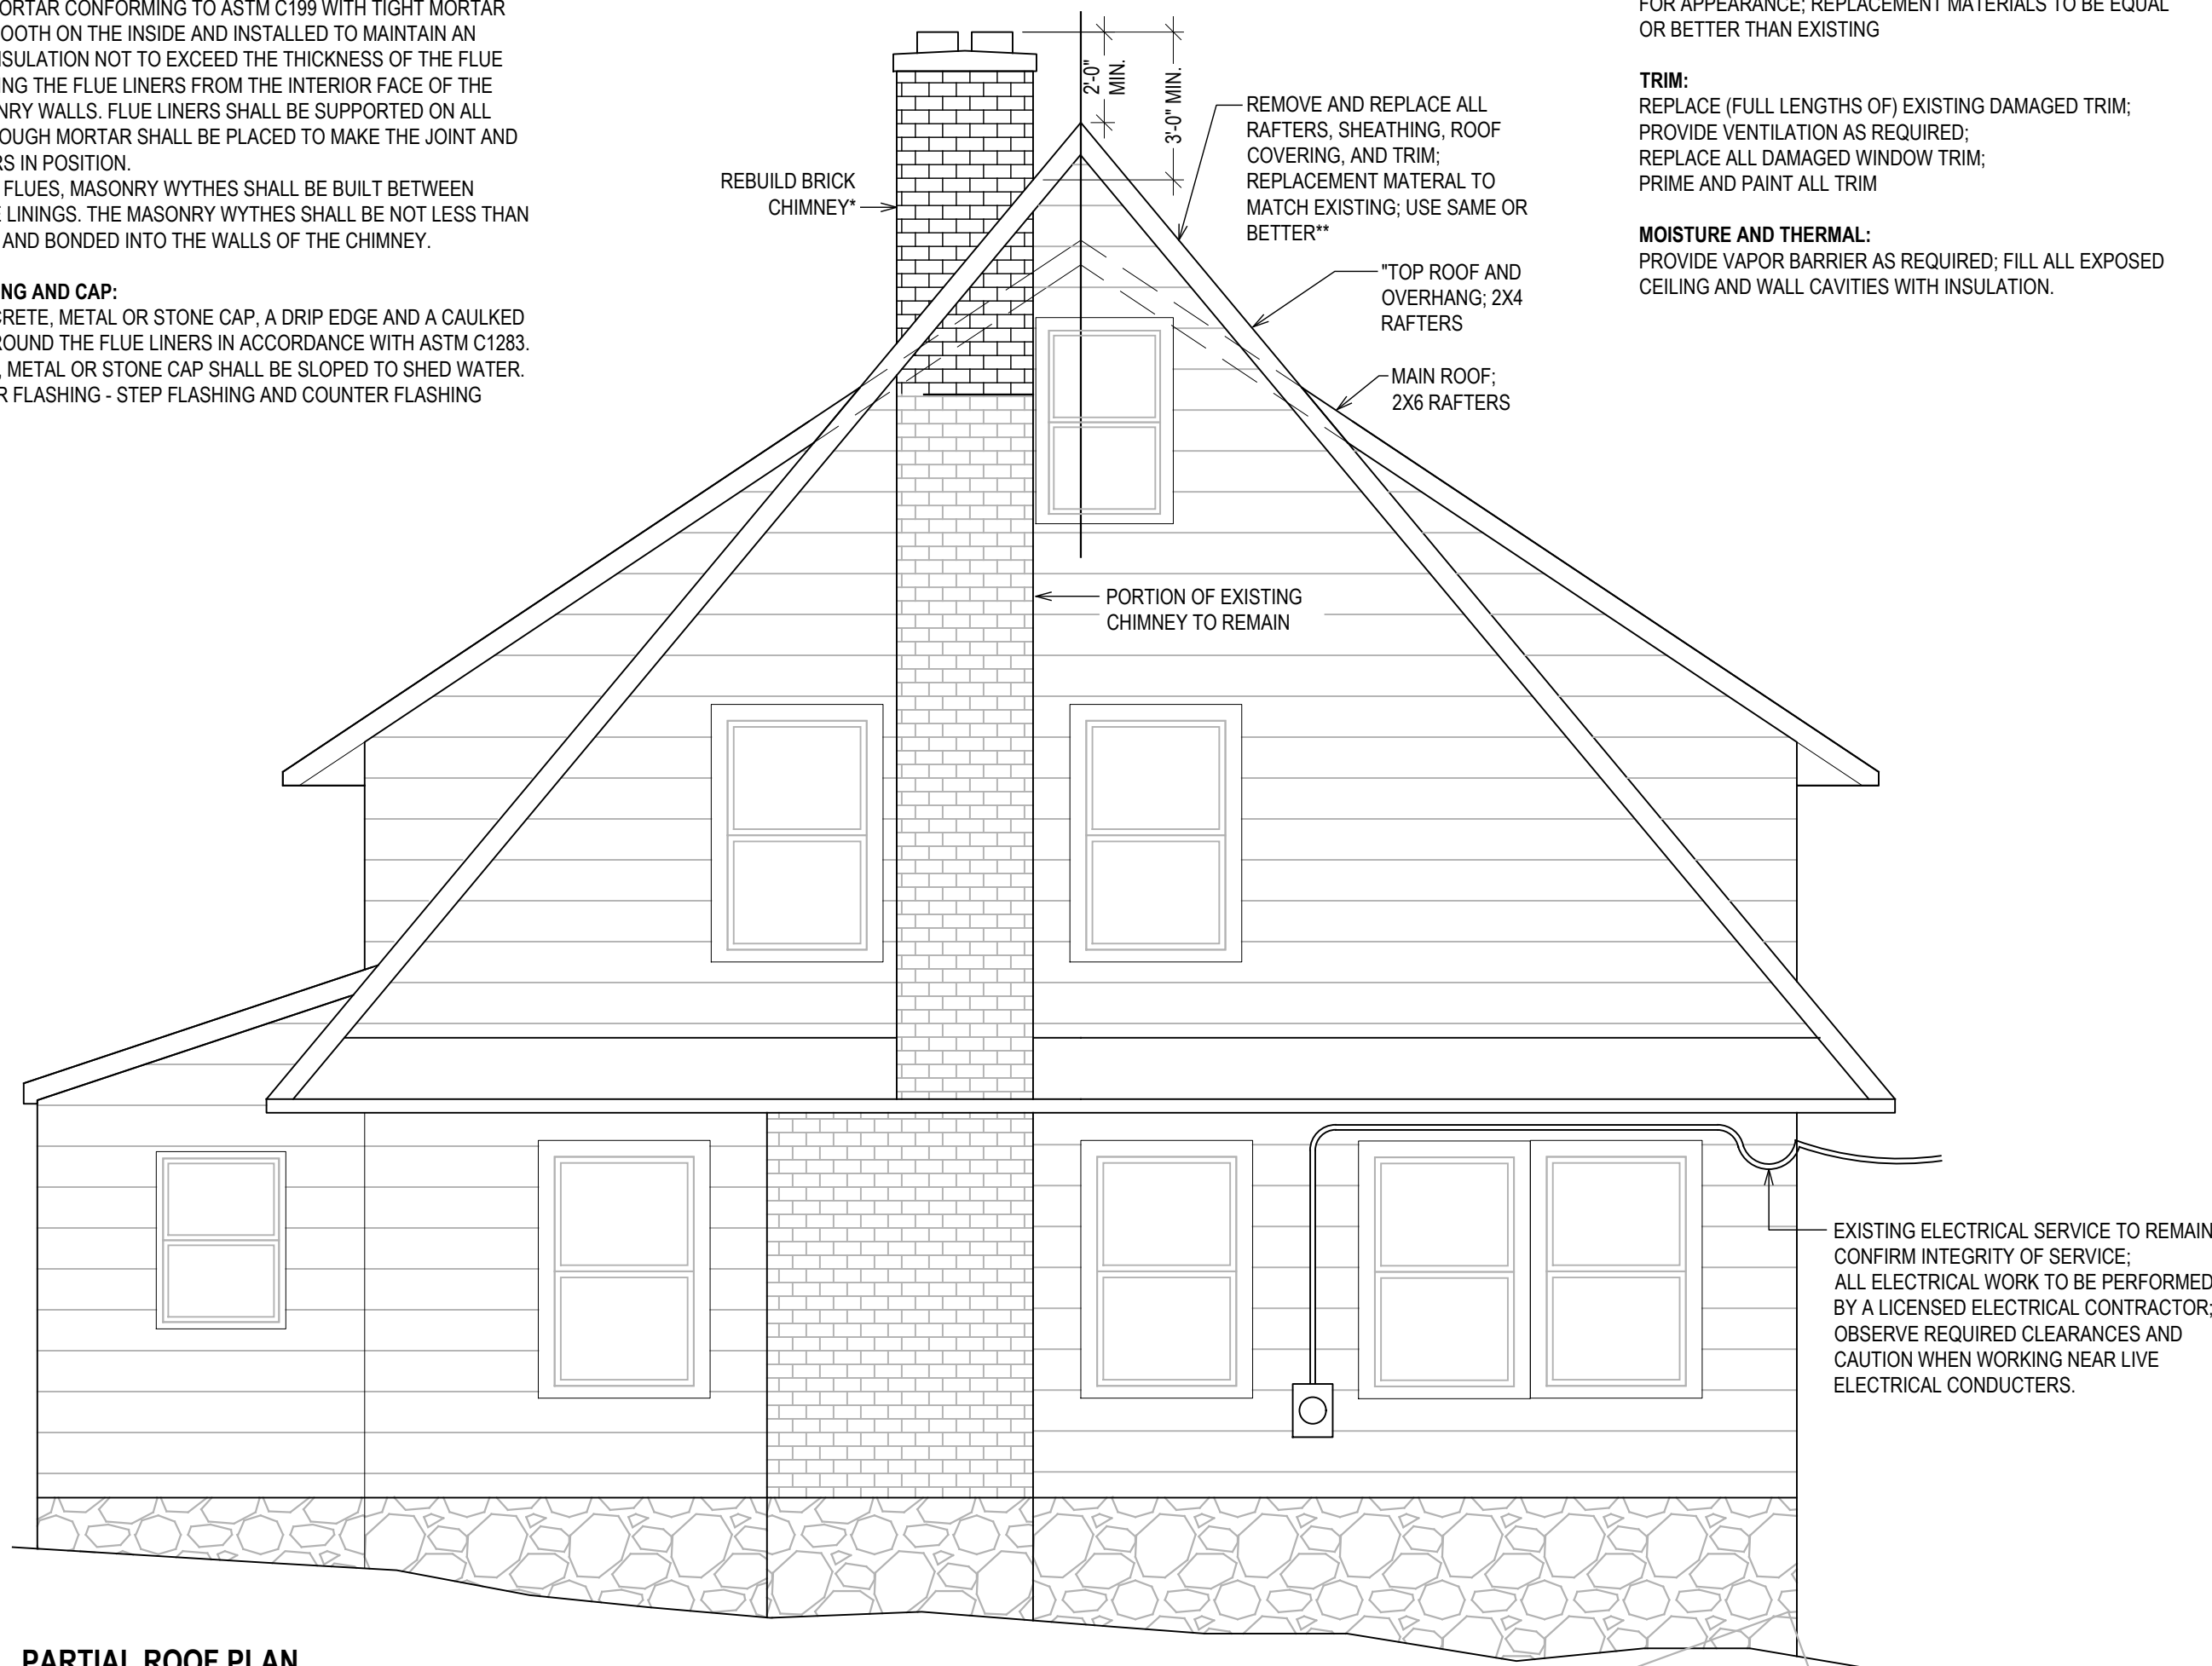 ORTAR CONFORMING TO ASTM C199 WITH TIGHT MORTAR
OOTH ON THE INSIDE AND INSTALLED TO MAINTAIN AN
NSULATION NOT TO EXCEED THE THICKNESS OF THE FLUE
ING THE FLUE LINERS FROM THE INTERIOR FACE OF THE
NRY WALLS. FLUE LINERS SHALL BE SUPPORTED ON ALL
OUGH MORTAR SHALL BE PLACED TO MAKE THE JOINT AND
RS IN POSITION.
FLUES, MASONRY WYTHES SHALL BE BUILT BETWEEN
E LININGS. THE MASONRY WYTHES SHALL BE NOT LESS THAN
AND BONDED INTO THE WALLS OF THE CHIMNEY.
NG AND CAP:
CRETE, METAL OR STONE CAP, A DRIP EDGE AND A CAULKED
ROUND THE FLUE LINERS IN ACCORDANCE WITH ASTM C1283.
, METAL OR STONE CAP SHALL BE SLOPED TO SHED WATER.
R FLASHING - STEP FLASHING AND COUNTER FLASHING
REBUILD BRICK
CHIMNEY*
2'-0"
MIN.
3'-0" MIN.
REMOVE AND REPLACE ALL
RAFTERS, SHEATHING, ROOF
COVERING, AND TRIM;
REPLACEMENT MATERAL TO
MATCH EXISTING; USE SAME OR
BETTER**
"TOP ROOF AND
OVERHANG; 2X4
RAFTERS
MAIN ROOF;
2X6 RAFTERS
FOR APPEARANCE; REPLACEMENT MATERIALS TO BE EQUAL
OR BETTER THAN EXISTING
TRIM:
REPLACE (FULL LENGTHS OF) EXISTING DAMAGED TRIM;
PROVIDE VENTILATION AS REQUIRED;
REPLACE ALL DAMAGED WINDOW TRIM;
PRIME AND PAINT ALL TRIM
MOISTURE AND THERMAL:
PROVIDE VAPOR BARRIER AS REQUIRED; FILL ALL EXPOSED
CEILING AND WALL CAVITIES WITH INSULATION.
PORTION OF EXISTING
CHIMNEY TO REMAIN
EXISTING ELECTRICAL SERVICE TO REMAIN
CONFIRM INTEGRITY OF SERVICE;
ALL ELECTRICAL WORK TO BE PERFORMED
BY A LICENSED ELECTRICAL CONTRACTOR;
OBSERVE REQUIRED CLEARANCES AND
CAUTION WHEN WORKING NEAR LIVE
ELECTRICAL CONDUCTERS.
PARTIAL ROOF PLAN